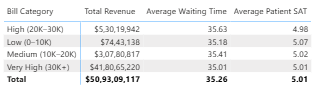 Bill Category Total Revenue Average Waiting Time Average Patient SAT
High (20K–30K) $5,30,19,942 35.63 4.98
Low (0–10K) $74,43,138 35.18 5.07
Medium (10K–20K) $3,07,80,817 35.41 5.02
Very High (30K+) $41,80,65,220 35.01 5.01
Total $50,93,09,117 35.26 5.01